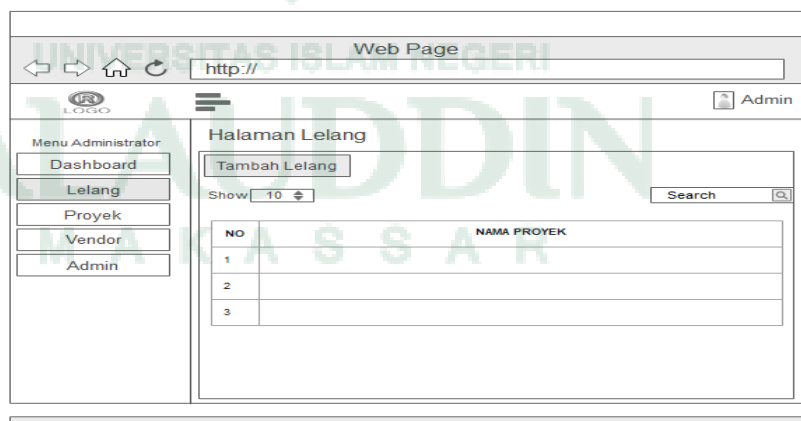 UNIVERSITAS ISLAM NEGERI
Web Page
http://
LOGO
Admin
ALAUDDIN
Menu Administrator
Halaman Lelang
Dashboard
Tambah Lelang
Lelang
Show 10
Search
Proyek
Vendor
NO NAMA PROYEK
MAKASSAR
Admin
1
2
3